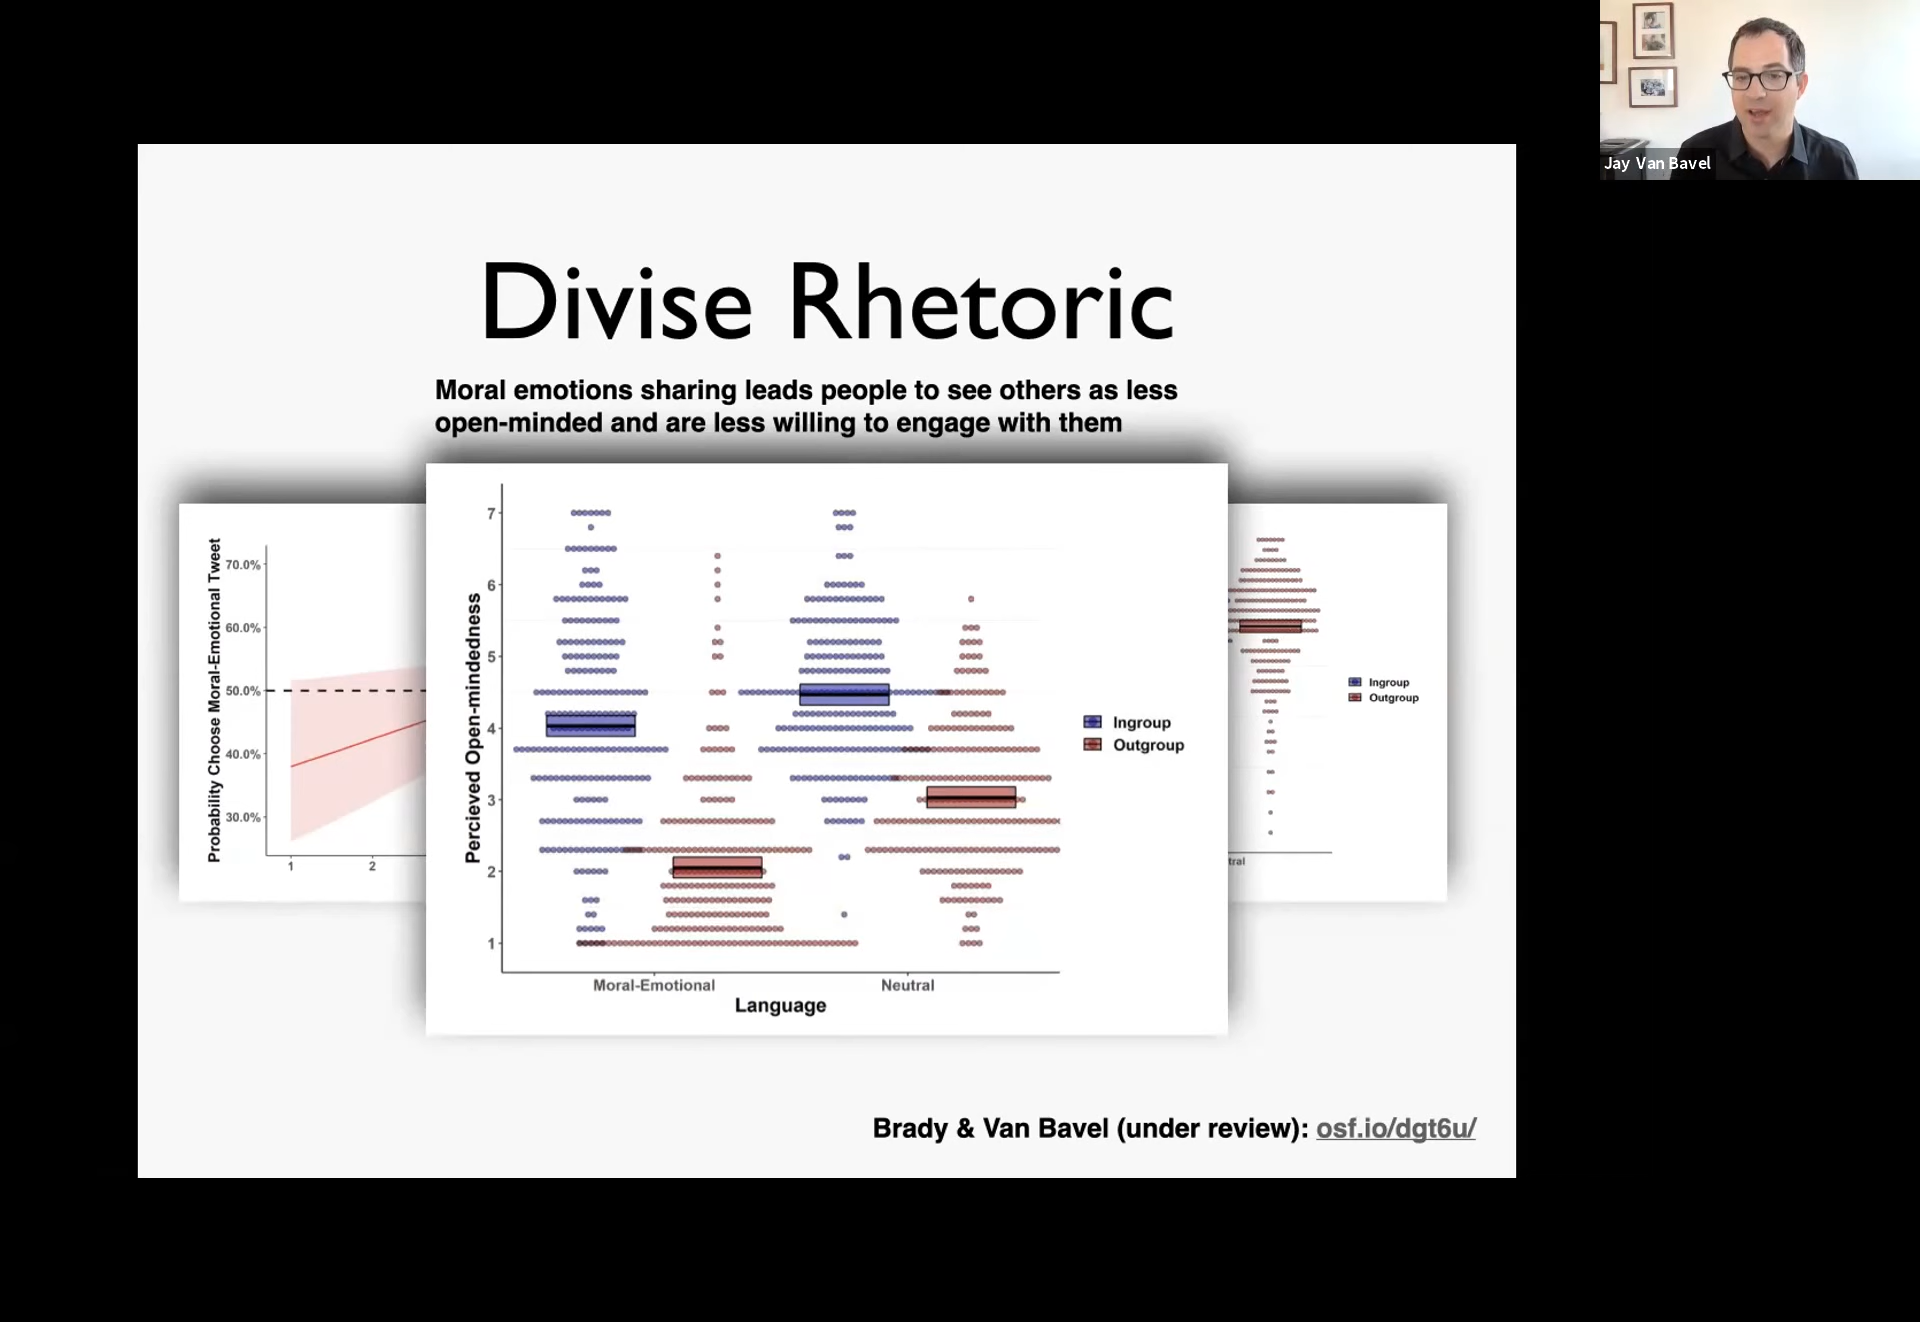 Jay Van Bavel
Divise Rhetoric
Moral emotions sharing leads people to see others as less
open-minded and are less willing to engage with them
Probability Choose Moral-Emotional Tweet
70.0%
60.0%
50.0%
40.0%
30.0%
1
2
Percieved Open-mindedness
7
6
5
4
3
2
1
Moral-Emotional
Neutral
Language
Ingroup
Outgroup
tral
Ingroup
Outgroup
Brady & Van Bavel (under review): osf.io/dgt6u/